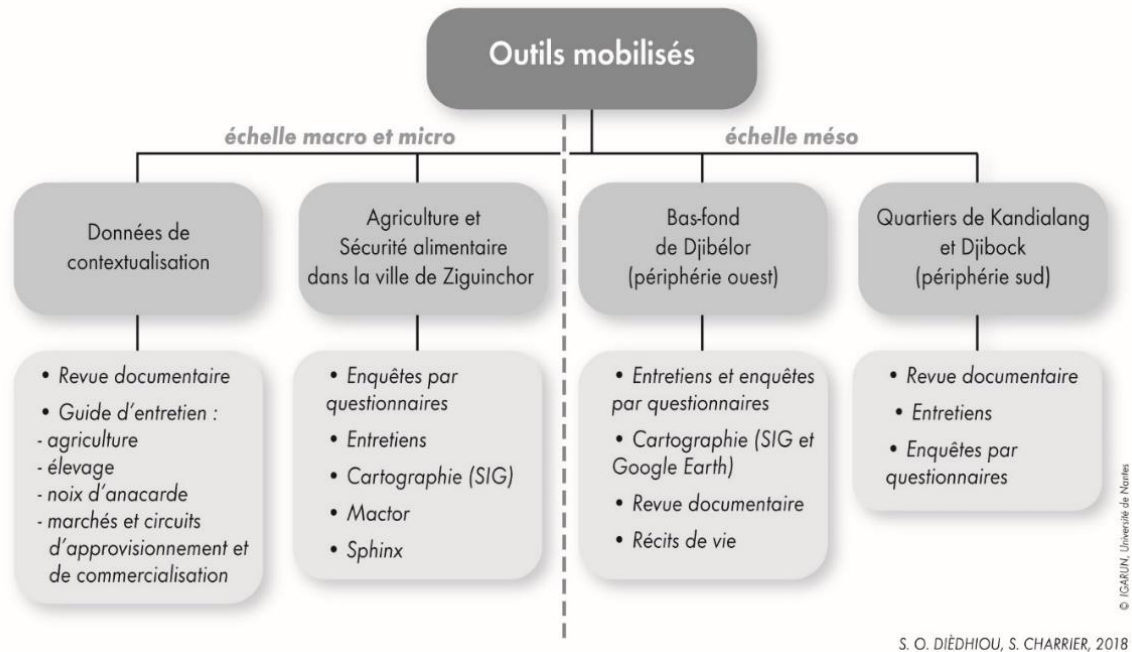 Outils mobilisés
échelle macro et micro
échelle méso
Données de
contextualisation
Agriculture et
Sécurité alimentaire
dans la ville de Ziguinchor
Bas-fond
de Djibélor
(périphérie ouest)
Quartiers de Kandialang
et Djibock
(périphérie sud)
• Revue documentaire
• Guide d'entretien :
- agriculture
- élevage
- noix d'anacarde
- marchés et circuits
d'approvisionnement et
de commercialisation
• Enquêtes par
questionnaires
• Entretiens
• Cartographie (SIG)
• Mactor
• Sphinx
• Entretiens et enquêtes
par questionnaires
• Cartographie (SIG et
Google Earth)
• Revue documentaire
• Récits de vie
• Revue documentaire
• Entretiens
• Enquêtes par
questionnaires
© IGARUN, Université de Nantes
S. O. DIÈDHIOU, S. CHARRIER, 2018